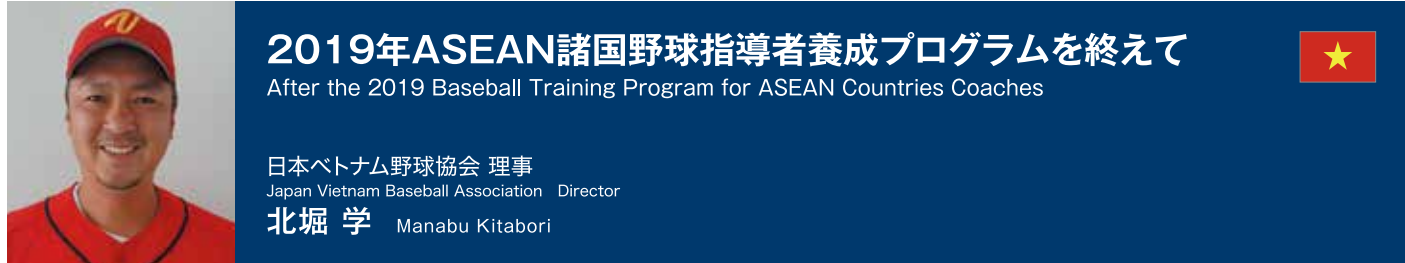 2019年ASEAN諸国野球指導者養成プログラムを終えて
After the 2019 Baseball Training Program for ASEAN Countries Coaches
日本ベトナム野球協会 理事
Japan Vietnam Baseball Association Director
北堀 学 Manabu Kitabori